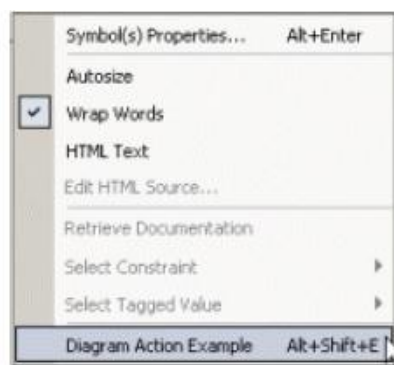 Symbol(s) Properties... Alt+Enter
Autosize
Wrap Words
HTML Text
Edit HTML Source...
Retrieve Documentation
Select Constraint
Select Tagged Value
Diagram Action Example Alt+Shift+E